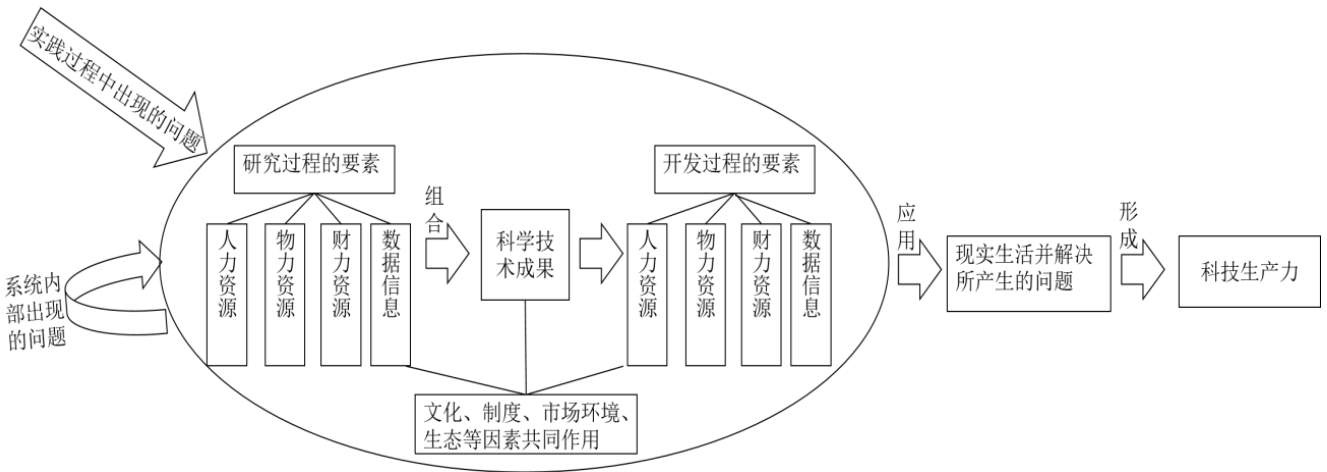 实践过程中出现的问题
研究过程的要素
开发过程的要素
组合
应用
形成
人力资源
物力资源
财力资源
数据信息
科学技
术成果
人力资源
物力资源
财力资源
数据信息
现实生活并解决
所产生的问题
科技生产力
系统内
部出现
的问题
文化、制度、市场环境、
生态等因素共同作用